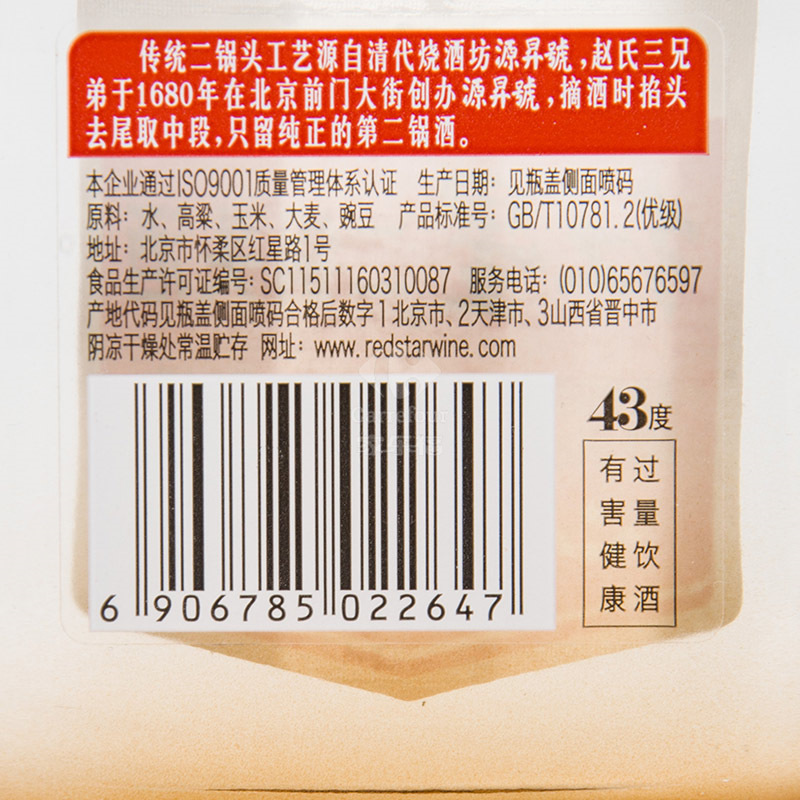 传统二锅头工艺源自清代烧酒坊源昇號,赵氏三兄
弟于1680年在北京前门大街创办源昇號,摘酒时掐头
去尾取中段,只留纯正的第二锅酒。
本企业通过ISO9001质量管理体系认证 生产日期: 见瓶盖侧面喷码
原料: 水、高粱、玉米、大麦、豌豆 产品标准号: GB/T10781.2(优级)
地址: 北京市怀柔区红星路1号
食品生产许可证编号: SC11511160310087 服务电话: (010)65676597
产地代码见瓶盖侧面喷码合格后数字1北京市、2天津市、3山西省晋中市
阴凉干燥处常温贮存 网址: www.redstarwine.com
Carrefour
家乐福
43度
过量饮酒
有害健康
6 906785 022647